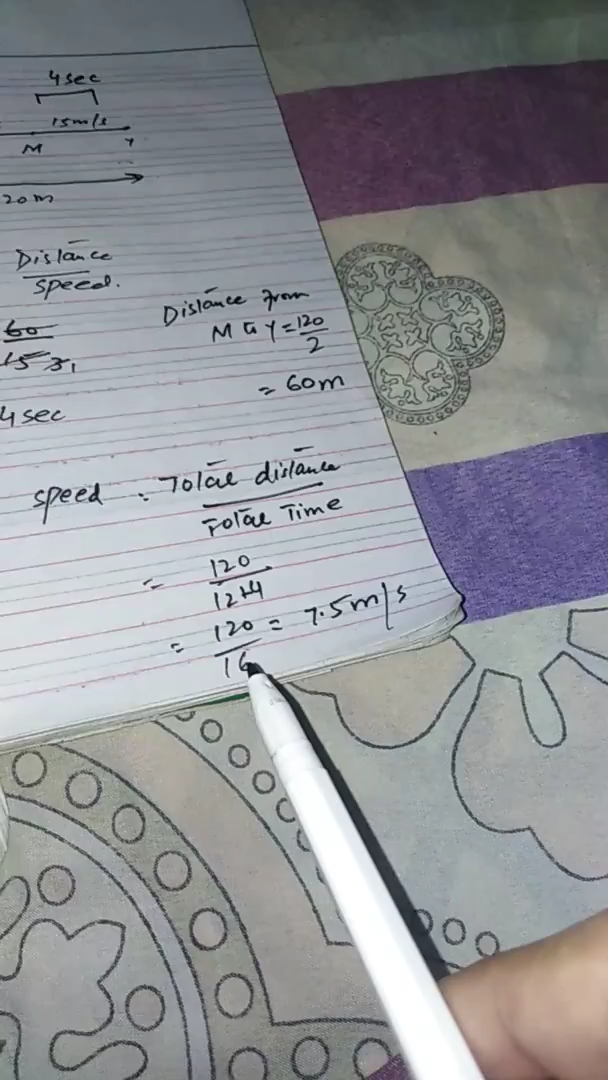 4sec
15m/s
M Y
20m
Distance
speed.
60
15 3,
4sec
Distance from
M to Y = 120
2
= 60m
speed = Total distance
Total Time
= 120
12+4
= 120 = 7.5m/s
16